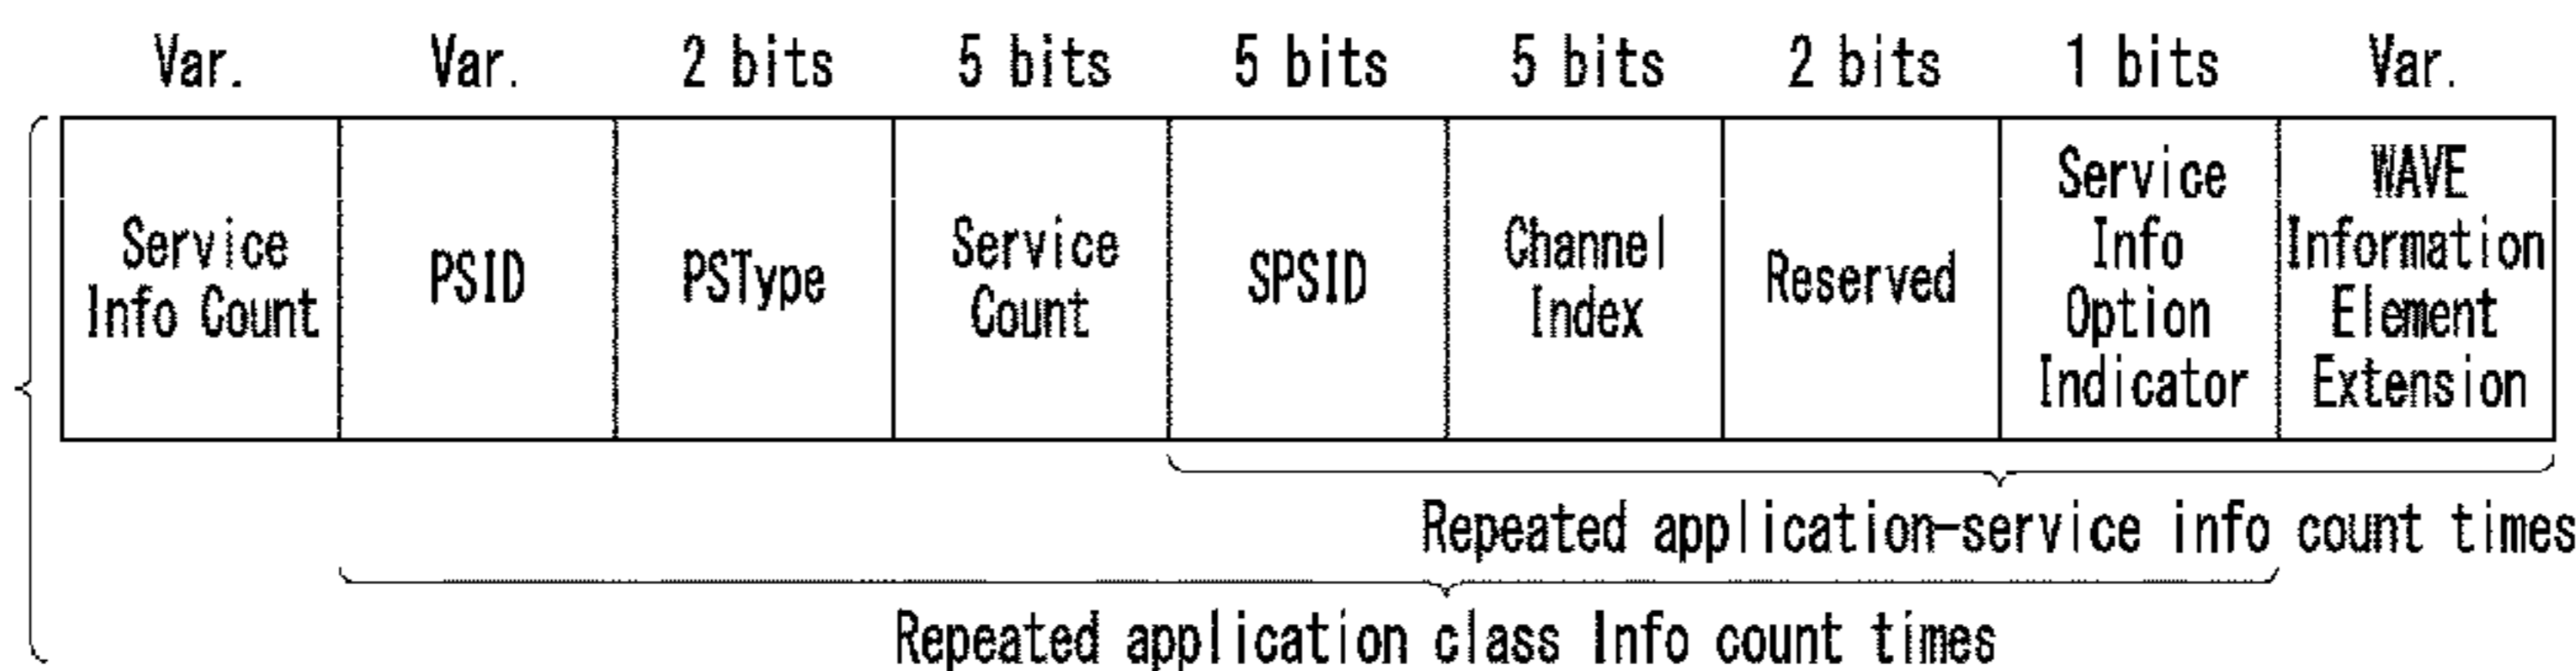 Var. Var. 2 bits 5 bits 5 bits 5 bits 2 bits 1 bits Var.
Service
Info Count
PSID
PSType
Service
Count
SPSID
Channel
Index
Reserved
Service
Info
Option
Indicator
WAVE
Information
Element
Extension
Repeated application-service info count times
Repeated application class Info count times